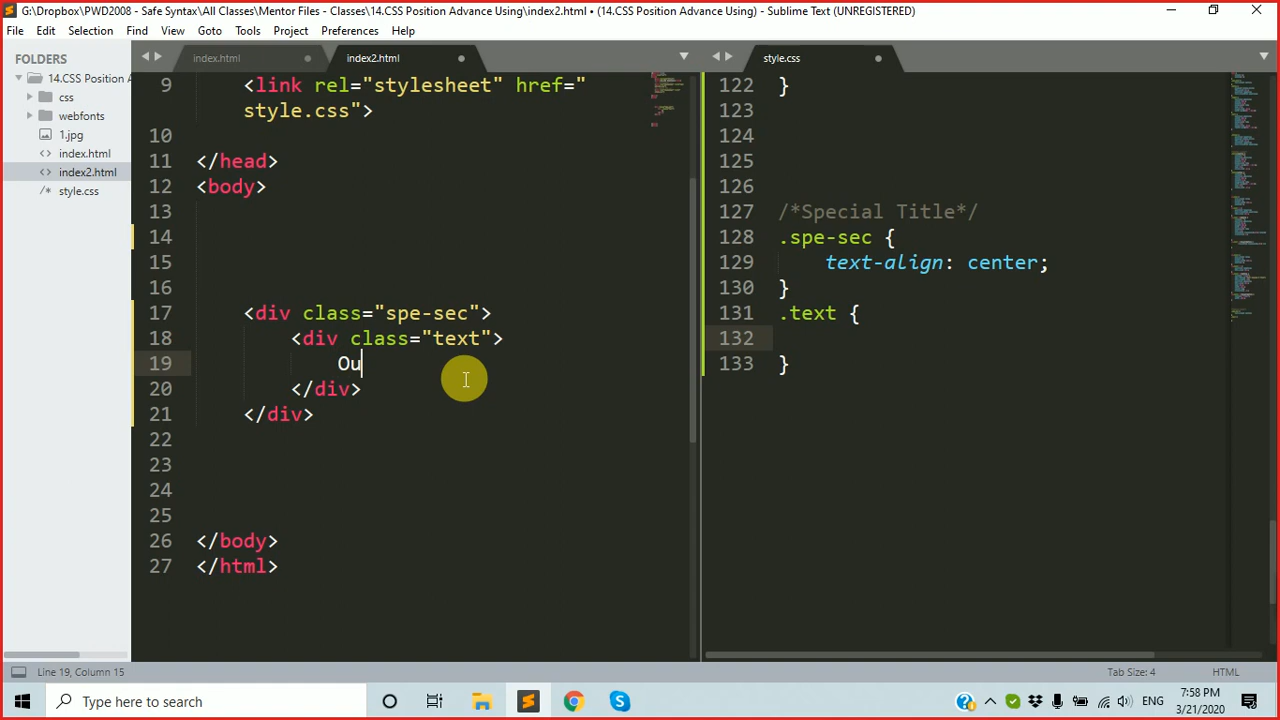 G:\Dropbox\PWD2008 - Safe Syntax\All Classes\Mentor Files - Classes\14.CSS Position Advance Using\index2.html • (14.CSS Position Advance Using) - Sublime Text (UNREGISTERED)
File Edit Selection Find View Goto Tools Project Preferences Help
FOLDERS
14.CSS Position A
css
webfonts
1.jpg
index.html
index2.html
style.css
index.html
index2.html
9 <link rel="stylesheet" href="
style.css">
10
11 </head>
12 <body>
13
14
15
16
17 <div class="spe-sec">
18 <div class="text">
19 Ou
20 </div>
21 </div>
22
23
24
25
26 </body>
27 </html>
style.css
122 }
123
124
125
126
127 /*Special Title*/
128 .spe-sec {
129 text-align: center;
130 }
131 .text {
132
133 }
Line 19, Column 15
Tab Size: 4
HTML
Type here to search
ENG
7:58 PM
3/21/2020